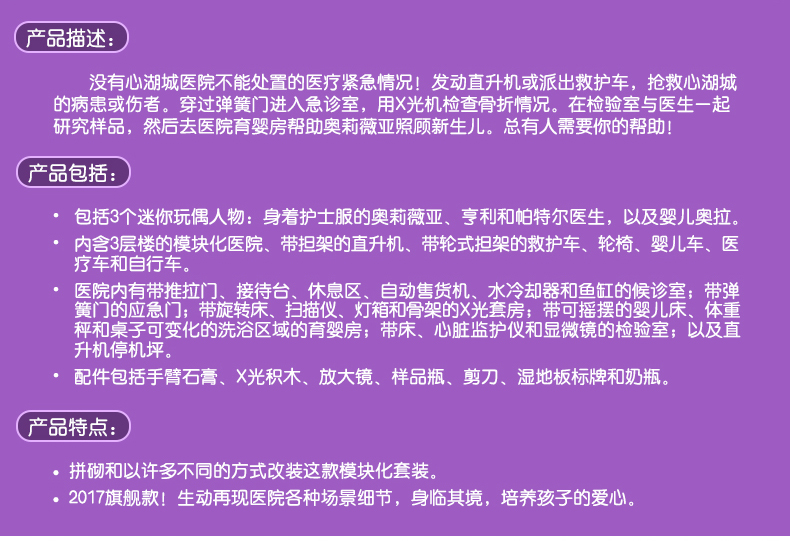 产品描述：
没有心湖城医院不能处置的医疗紧急情况！发动直升机或派出救护车，抢救心湖城
的病患或伤者。穿过弹簧门进入急诊室，用X光机检查骨折情况。在检验室与医生一起
研究样品，然后去医院育婴房帮助奥莉薇亚照顾新生儿。总有人需要你的帮助！
产品包括：
• 包括3个迷你玩偶人物：身着护士服的奥莉薇亚、亨利和帕特尔医生，以及婴儿奥拉。
• 内含3层楼的模块化医院、带担架的直升机、带轮式担架的救护车、轮椅、婴儿车、医
疗车和自行车。
• 医院内有带推拉门、接待台、休息区、自动售货机、水冷却器和鱼缸的候诊室；带弹
簧门的应急门；带旋转床、扫描仪、灯箱和骨架的X光套房；带可摇摆的婴儿床、体重
秤和桌子可变化的洗浴区域的育婴房；带床、心脏监护仪和显微镜的检验室；以及直
升机停机坪。
• 配件包括手臂石膏、X光积木、放大镜、样品瓶、剪刀、湿地板标牌和奶瓶。
产品特点：
• 拼砌和以许多不同的方式改装这款模块化套装。
• 2017旗舰款！生动再现医院各种场景细节，身临其境，培养孩子的爱心。